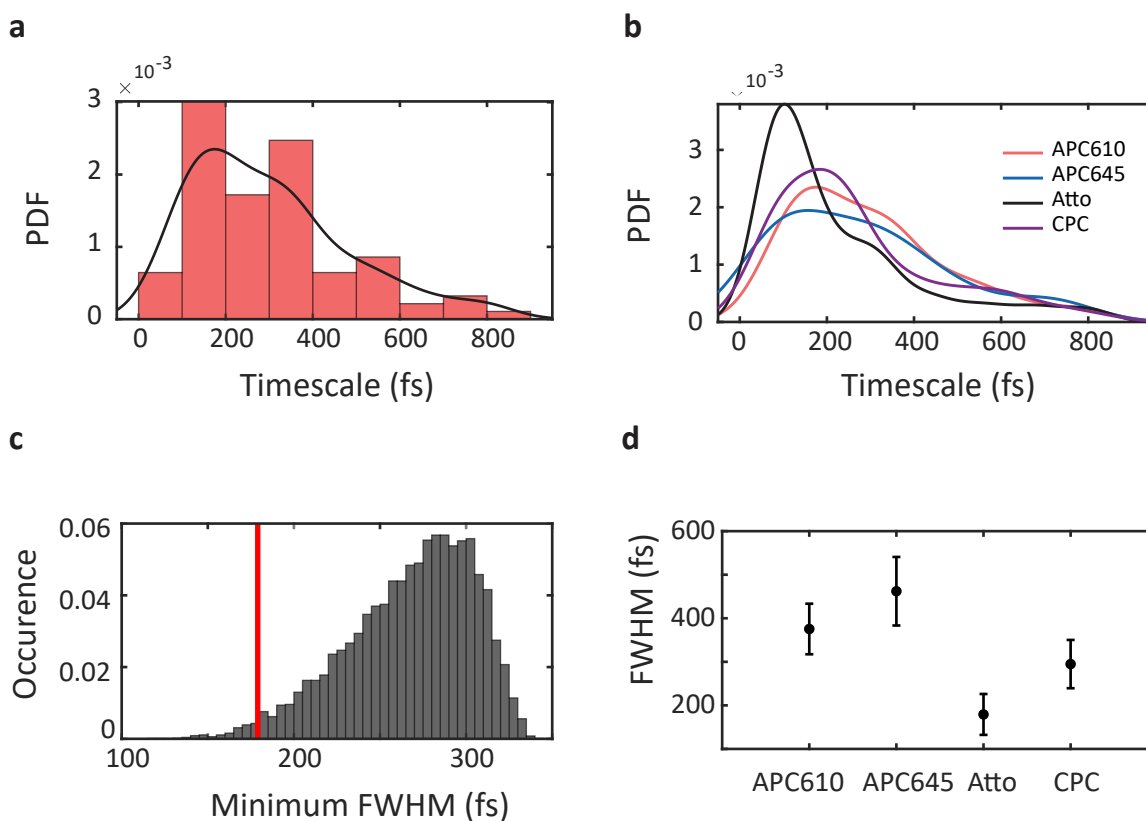 a
× 10⁻³
3
2
1
0
PDF
0 200 400 600 800
Timescale (fs)
b
× 10⁻³
3
2
1
0
PDF
APC610
APC645
Atto
CPC
0 200 400 600 800
Timescale (fs)
c
0.06
0.04
0.02
0
Occurence
100 200 300
Minimum FWHM (fs)
d
600
400
200
FWHM (fs)
APC610 APC645 Atto CPC